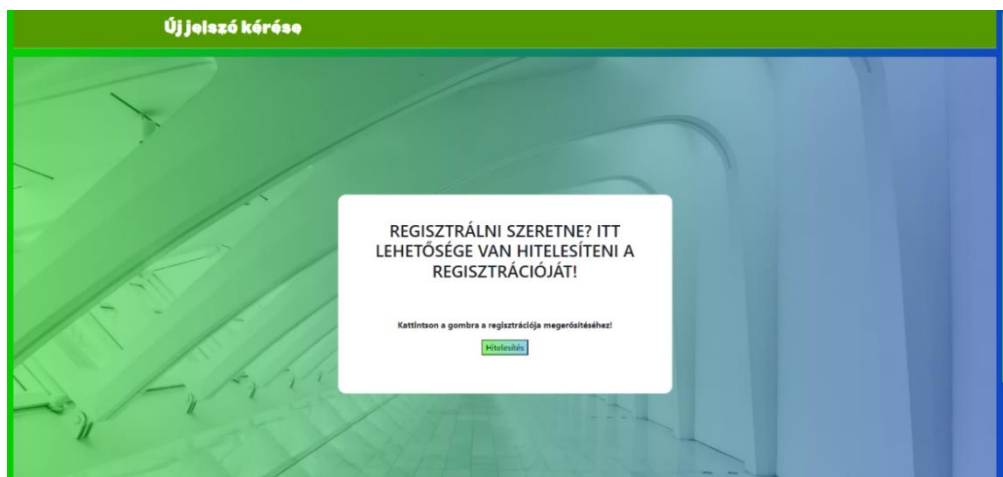 Új jelszó kérése
REGISZTRÁLNI SZERETNE? ITT
LEHETŐSÉGE VAN HITELESÍTENI A
REGISZTRÁCIÓJÁT!
Kattintson a gombra a regisztrációja megerősítéséhez!
Hitelesítés